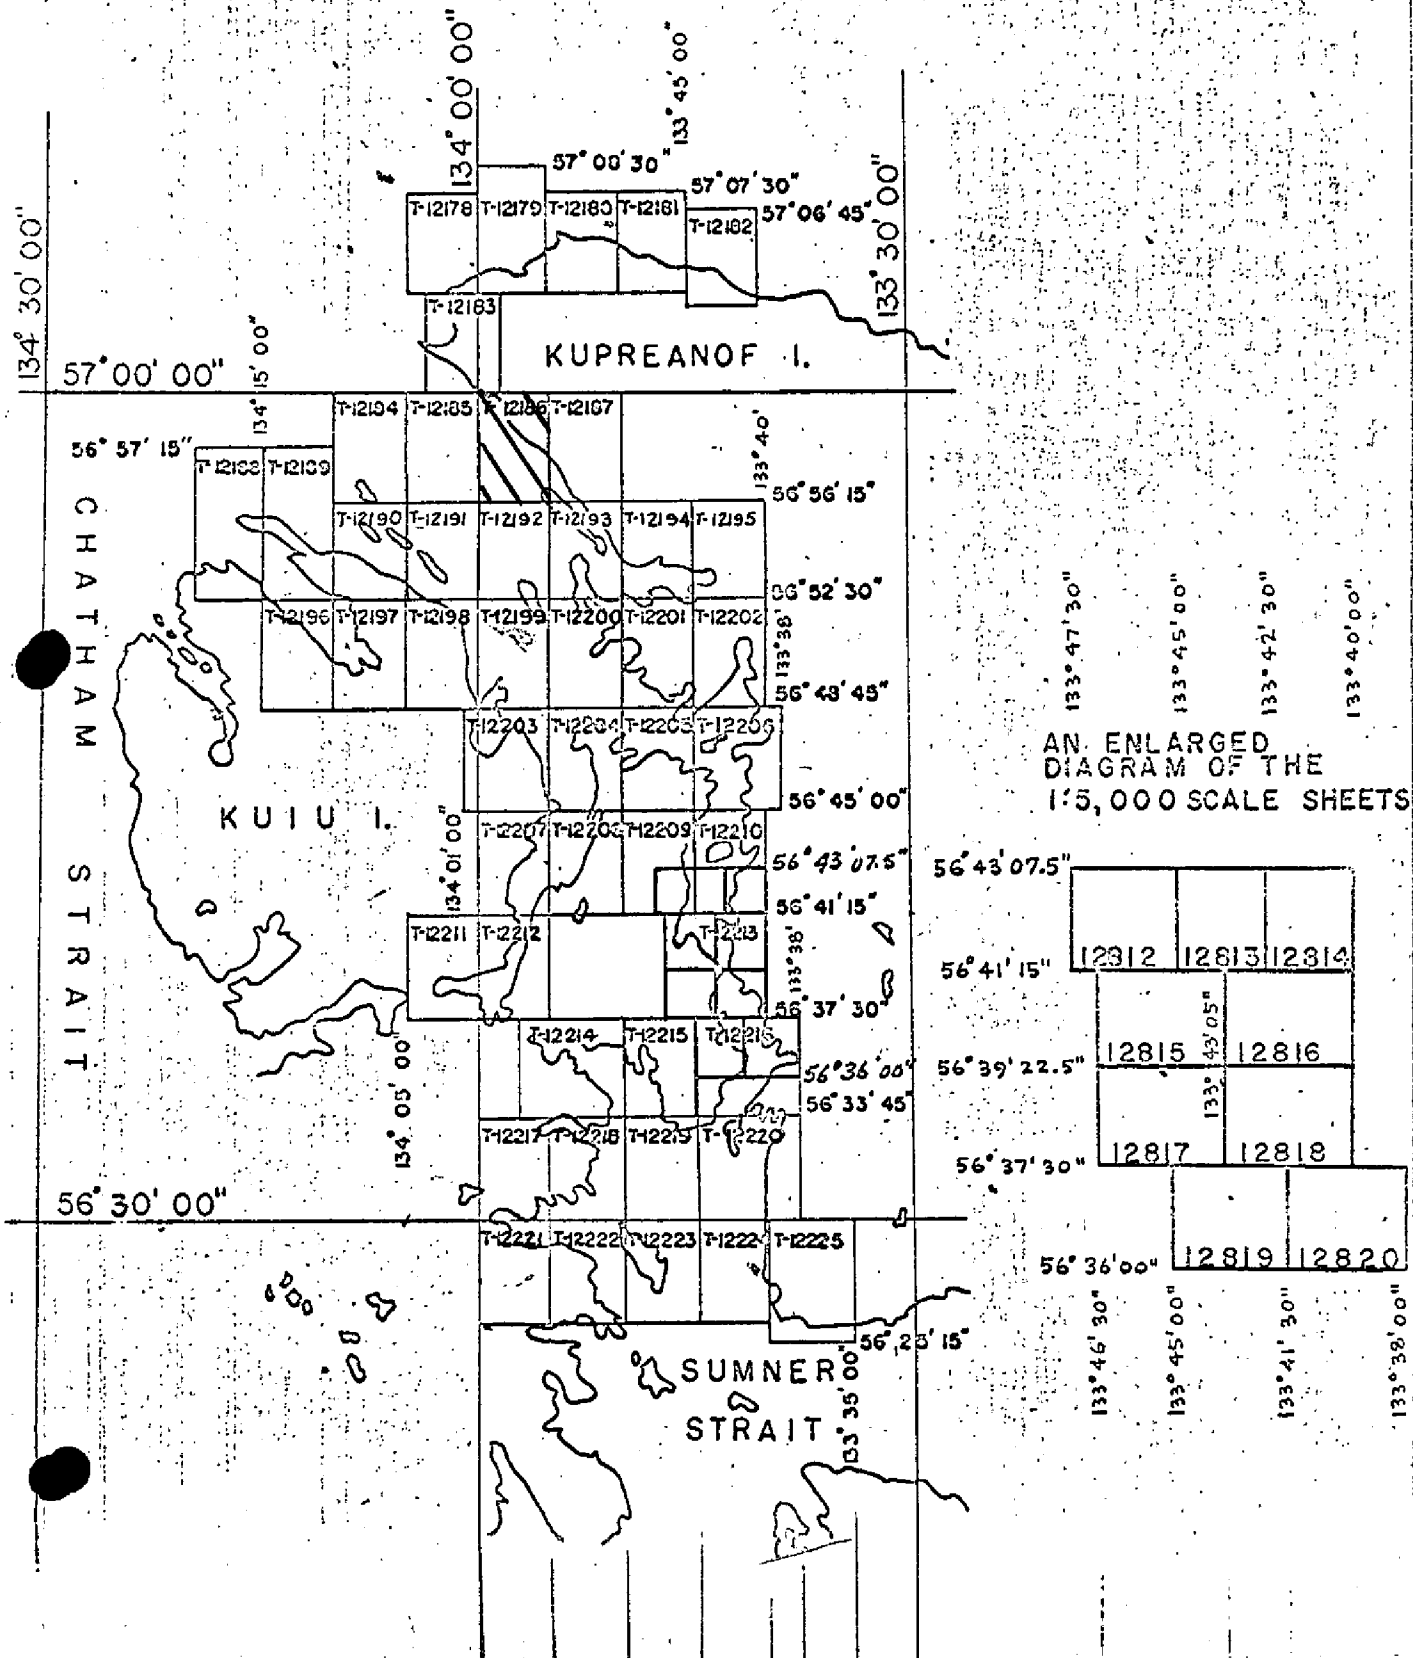 134° 00' 00"
133° 45' 00"
57° 08' 30"
57° 07' 30"
134° 30' 00"
T-12178 T-12179 T-12180 T-12181
T-12182
57° 06' 45"
133° 30' 00"
T-12183
KUPREANOF I.
134° 15' 00"
57° 00' 00"
T-12184 T-12185 T-12186 T-12187
133° 40'
56° 57' 15"
T-12188 T-12189
56° 56' 15"
T-12190 T-12191 T-12192 T-12193 T-12194 T-12195
CHATHAM STRAIT
56° 52' 30"
T-12196 T-12197 T-12198 T-12199 T-12200 T-12201 T-12202
133° 38'
56° 48' 45"
T-12203 T-12204 T-12205 T-12206
KUIU I.
56° 45' 00"
134° 01' 00"
T-12207 T-12208 T-12209 T-12210
56° 43' 07.5"
56° 41' 15"
T-12211 T-12212 T-12213
133° 38'
56° 37' 30"
T-12214 T-12215 T-12216
134° 05' 00"
56° 36' 00"
56° 33' 45"
T-12217 T-12218 T-12219 T-12220
56° 30' 00"
T-12221 T-12222 T-12223 T-12224 T-12225
56° 23' 15"
133° 35' 00"
SUMNER
STRAIT
133° 47' 30"
133° 45' 00"
133° 42' 30"
133° 40' 00"
AN ENLARGED
DIAGRAM OF THE
1:5,000 SCALE SHEETS
56° 43' 07.5"
12812 12813 12814
56° 41' 15"
12815 12816
133° 43' 05"
56° 39' 22.5"
12817 12818
56° 37' 30"
12819 12820
56° 36' 00"
133° 46' 30"
133° 45' 00"
133° 41' 30"
133° 38' 00"